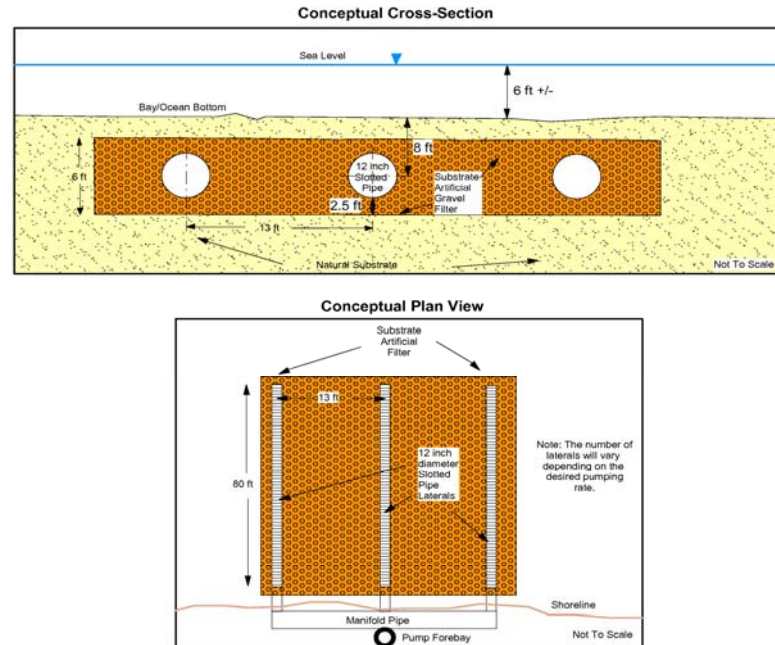 Conceptual Cross-Section
Sea Level
6 ft +/-
Bay/Ocean Bottom
8 ft
6 ft
12 inch
Slotted
Pipe
Substrate
Artificial
Gravel
Filter
2.5 ft
13 ft
Natural Substrate
Not To Scale
Conceptual Plan View
Substrate
Artificial
Filter
13 ft
12 inch
diameter
Slotted
Pipe
Laterals
80 ft
Note: The number of
laterals will vary
depending on the
desired pumping
rate.
Shoreline
Manifold Pipe
Pump Forebay
Not To Scale